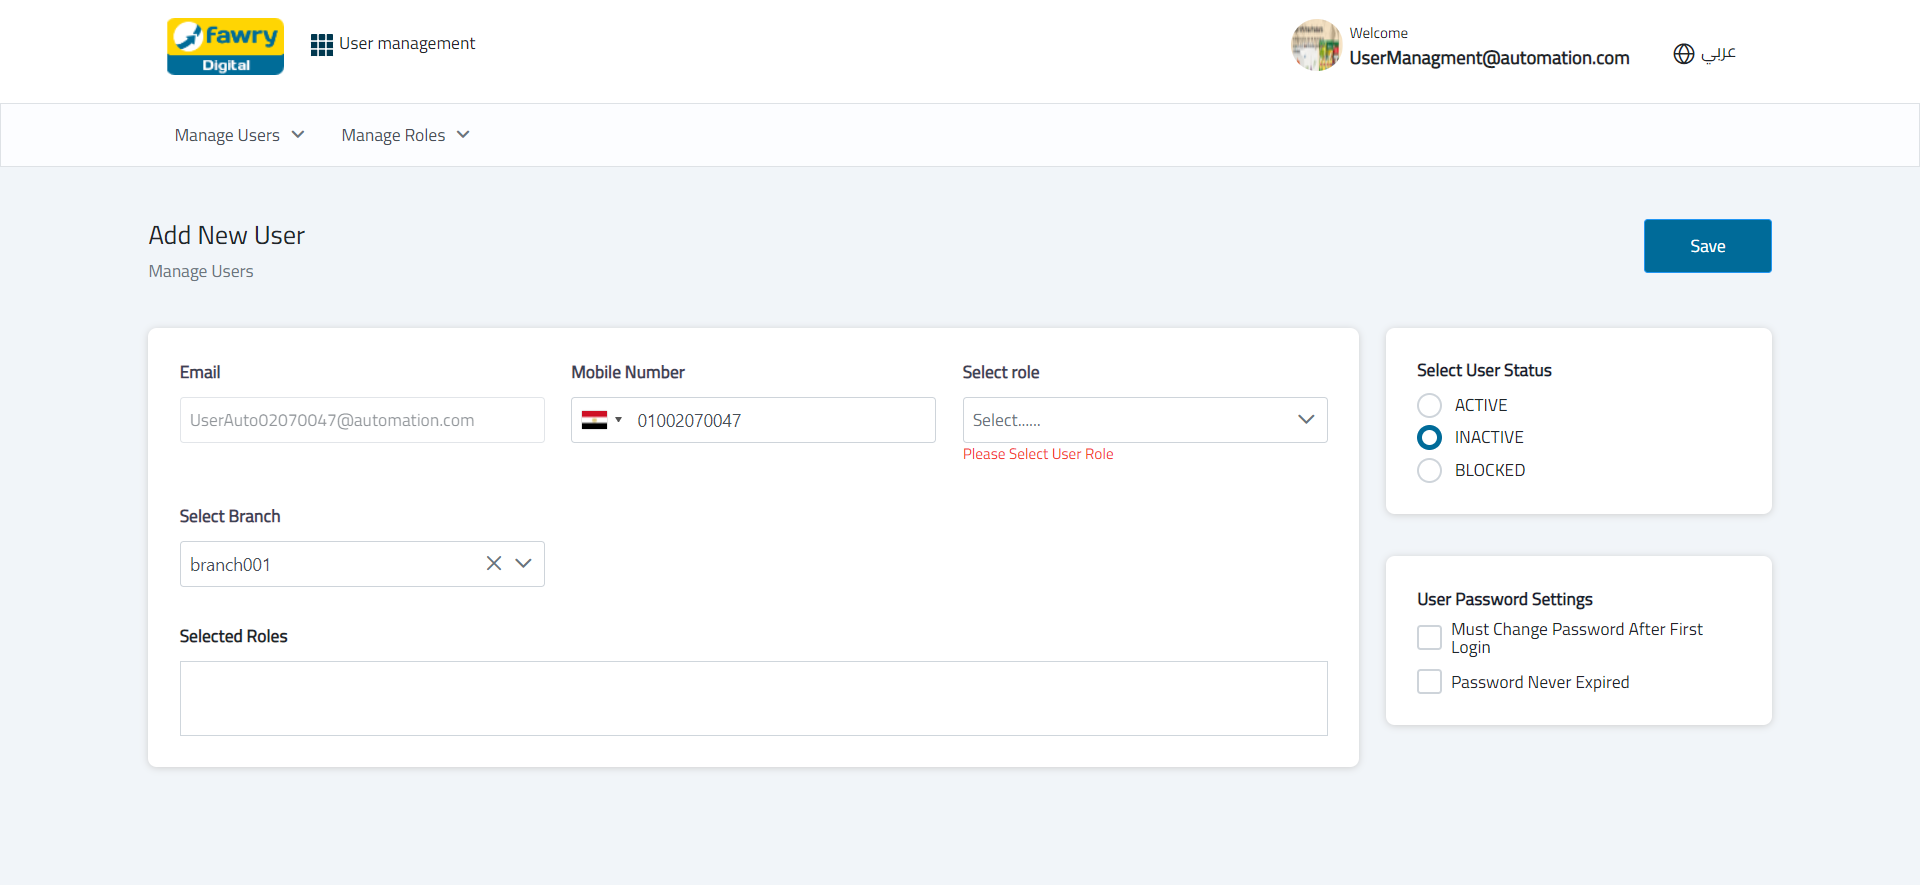 fawry
Digital
User management
Welcome
UserManagment@automation.com
عربي
Manage Users
Manage Roles
Add New User
Manage Users
Save
Email
Mobile Number
Select role
UserAuto02070047@automation.com
01002070047
Select......
Please Select User Role
Select Branch
branch001
Selected Roles
Select User Status
ACTIVE
INACTIVE
BLOCKED
User Password Settings
Must Change Password After First
Login
Password Never Expired